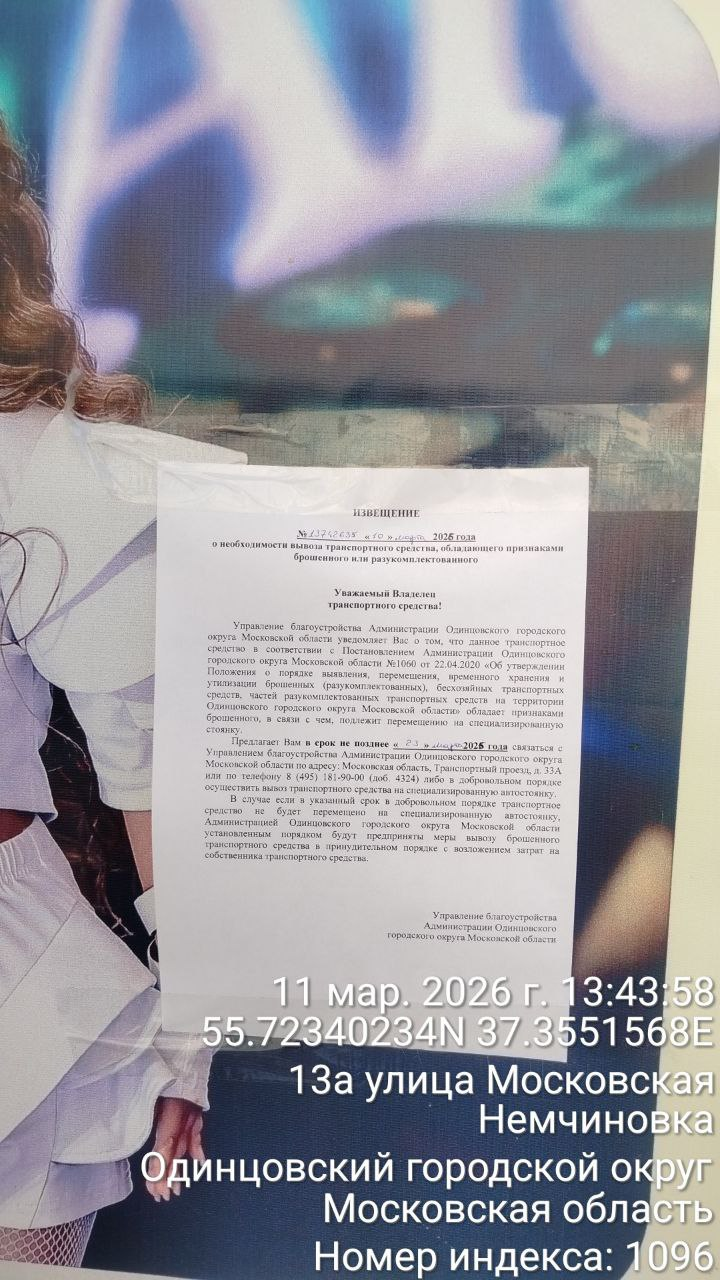 ИЗВЕЩЕНИЕ
№ 13742635 « 10 » марта 2026 года
о необходимости вывоза транспортного средства, обладающего признаками
брошенного или разукомплектованного
Уважаемый Владелец
транспортного средства!
Управление благоустройства Администрации Одинцовского городского
округа Московской области уведомляет Вас о том, что данное транспортное
средство в соответствии с Постановлением Администрации Одинцовского
городского округа Московской области №1060 от 22.04.2020 «Об утверждении
Положения о порядке выявления, перемещения, временного хранения и
утилизации брошенных (разукомплектованных), бесхозяйных транспортных
средств, частей разукомплектованных транспортных средств на территории
Одинцовского городского округа Московской области» обладает признаками
брошенного, в связи с чем, подлежит перемещению на специализированную
стоянку.
Предлагает Вам в срок не позднее « 23 » марта 2026 года связаться с
Управлением благоустройства Администрации Одинцовского городского округа
Московской области по адресу: Московская область, Транспортный проезд, д. 33А
или по телефону 8 (495) 181-90-00 (доб. 4324) либо в добровольном порядке
осуществить вывоз транспортного средства на специализированную автостоянку.
В случае если в указанный срок в добровольном порядке транспортное
средство не будет перемещено на специализированную автостоянку,
Администрацией Одинцовского городского округа Московской области
установленным порядком будут предприняты меры вывозу брошенного
транспортного средства в принудительном порядке с возложением затрат на
собственника транспортного средства.
Управление благоустройства
Администрации Одинцовского
городского округа Московской области
11 мар. 2026 г. 13:43:58
55.72340234N 37.3551568E
13а улица Московская
Немчиновка
Одинцовский городской округ
Московская область
Номер индекса: 1096